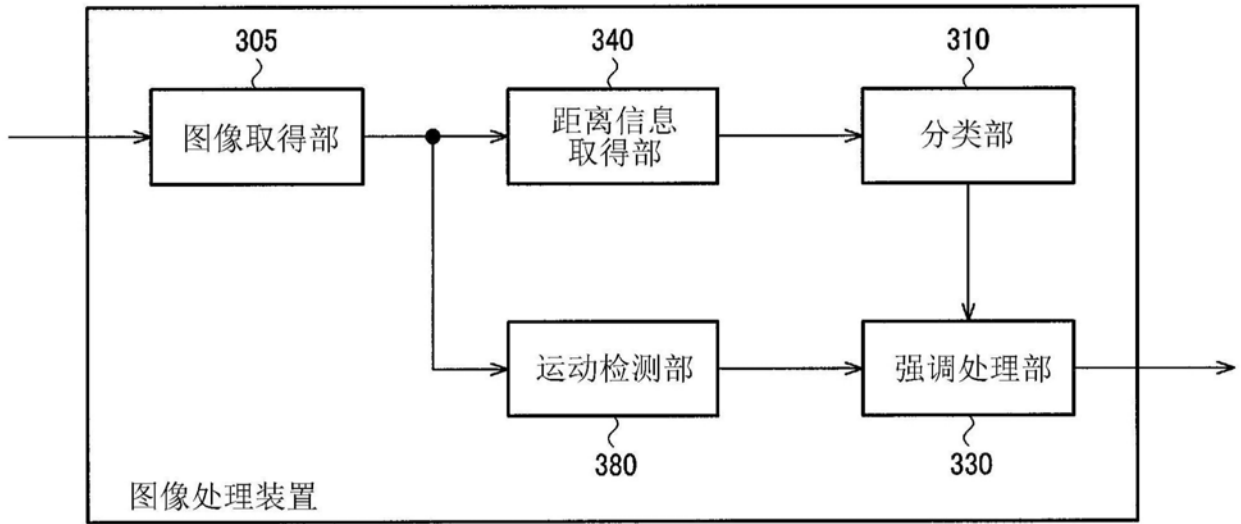 305
340
310
图像取得部
距离信息
取得部
分类部
运动检测部
强调处理部
380
330
图像处理装置